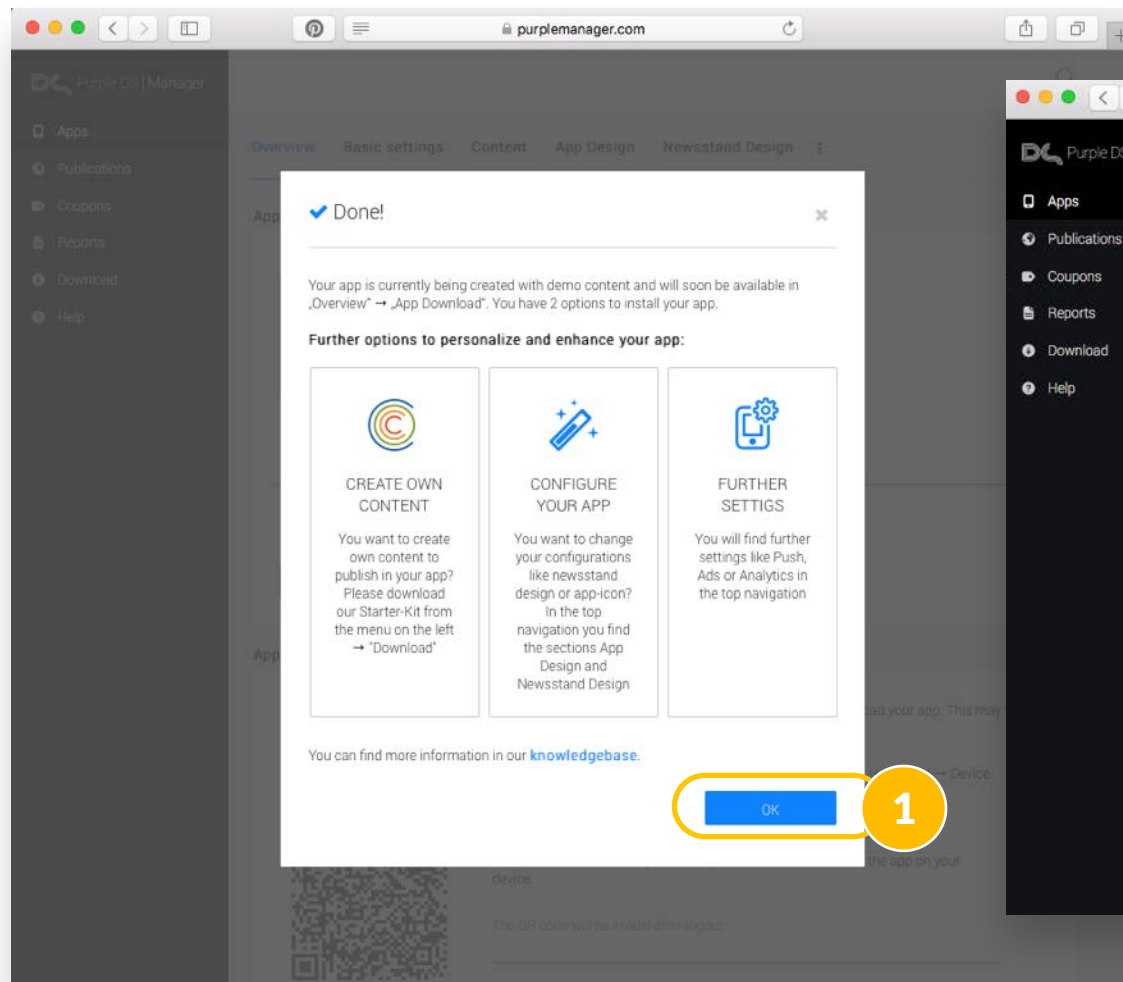 purplemanager.com
Purple DS | Manager
Apps
Publications
Coupons
Reports
Download
Help
Overview Basic settings Content App Design Newsstand Design
App
Done!
Your app is currently being created with demo content and will soon be available in
„Overview" → „App Download". You have 2 options to install your app.
Further options to personalize and enhance your app:
CREATE OWN
CONTENT
You want to create
own content to
publish in your app?
Please download
our Starter-Kit from
the menu on the left
→ "Download"
CONFIGURE
YOUR APP
You want to change
your configurations
like newsstand
design or app-icon?
In the top
navigation you find
the sections App
Design and
Newsstand Design
FURTHER
SETTIGS
You will find further
settings like Push,
Ads or Analytics in
the top navigation
You can find more information in our knowledgebase.
OK
1
App
your app. This may
→ Device
the app on your
device.
The QR code will be invalid after logout.
Purple DS
Apps
Publications
Coupons
Reports
Download
Help